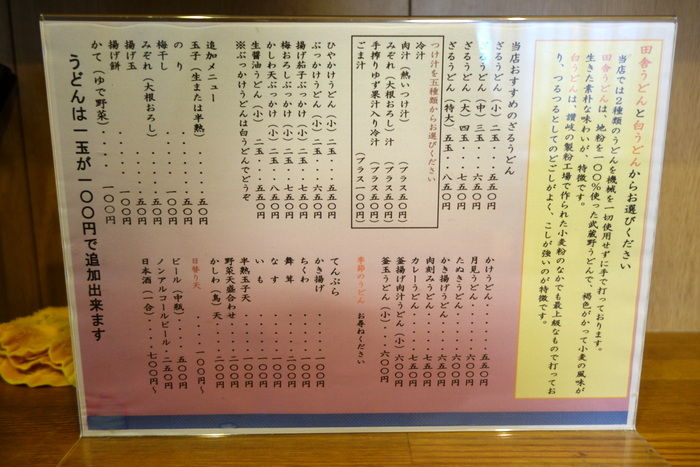 田舎うどんと白うどんからお選びください
当店では2種類のうどんを機械を一切使用せずに手で打っております。
田舎うどんは、地粉を一〇〇%使った武蔵野うどんで、褐色がかって小麦の風味が
生きた素朴な味わいが、特徴です。
白うどんは、讃岐の製粉工場で作られた小麦粉のなかでも最上級なもので打ってお
り、つるつるとしてのどごしがよく、こしが強いのが特徴です。
当店おすすめのざるうどん
ざるうどん(小)二玉・・五五〇円
ざるうどん(中)三玉・・六五〇円
ざるうどん(大)四玉・・七五〇円
ざるうどん(特大)五玉・・八五〇円
つけ汁を五種類からお選びください
冷汁
肉汁(熱いつけ汁)(プラス五〇円)
みぞれ(大根おろし)汁(プラス五〇円)
手搾りゆず果汁入り冷汁(プラス五〇円)
ごま汁(プラス一〇〇円)
ひやかけうどん(小)二玉・・五五〇円
ぶっかけうどん(小)二玉・・六五〇円
揚げ茄子ぶっかけ(小)二玉・・七五〇円
梅おろしぶっかけ(小)二玉・・七五〇円
かしわ天ぶっかけ(小)二玉・・八五〇円
生醤油うどん(小)二玉・・五五〇円
※ぶっかけうどんは白うどんでどうぞ
追加メニュー
玉子(生または半熟)・・・五〇円
のり・・・・・・・・・・一〇〇円
梅干し・・・・・・・・・一〇〇円
みぞれ(大根おろし)・・・五〇円
揚げ玉・・・・・・・・・・五〇円
揚げ餅・・・・・・・・・一〇〇円
かて(ゆで野菜)・・・・一〇〇円
うどんは一玉が一〇〇円で追加出来ます
かけうどん・・・・・・五五〇円
月見うどん・・・・・・六〇〇円
たぬきうどん・・・・・六〇〇円
かき揚げうどん・・・・六五〇円
肉刻みうどん・・・・・七五〇円
カレーうどん・・・・・七五〇円
釜揚げ肉汁うどん(小)六〇〇円
釜玉うどん(小)・・・六〇〇円
季節のうどん お尋ねください
てんぷら
かき揚げ・・・・・・・一〇〇円
ちくわ・・・・・・・・一〇〇円
舞茸・・・・・・・・・二〇〇円
なす・・・・・・・・・一〇〇円
いも・・・・・・・・・一〇〇円
半熟玉子天・・・・・・一〇〇円
野菜天盛合わせ・・・・三〇〇円
かしわ(鳥)天・・・・二〇〇円
日替り天・・・・・・・一〇〇円~
ビール(中瓶)・・・・五〇〇円
ノンアルコールビール・二五〇円
日本酒(一合)・・・・七〇〇円~